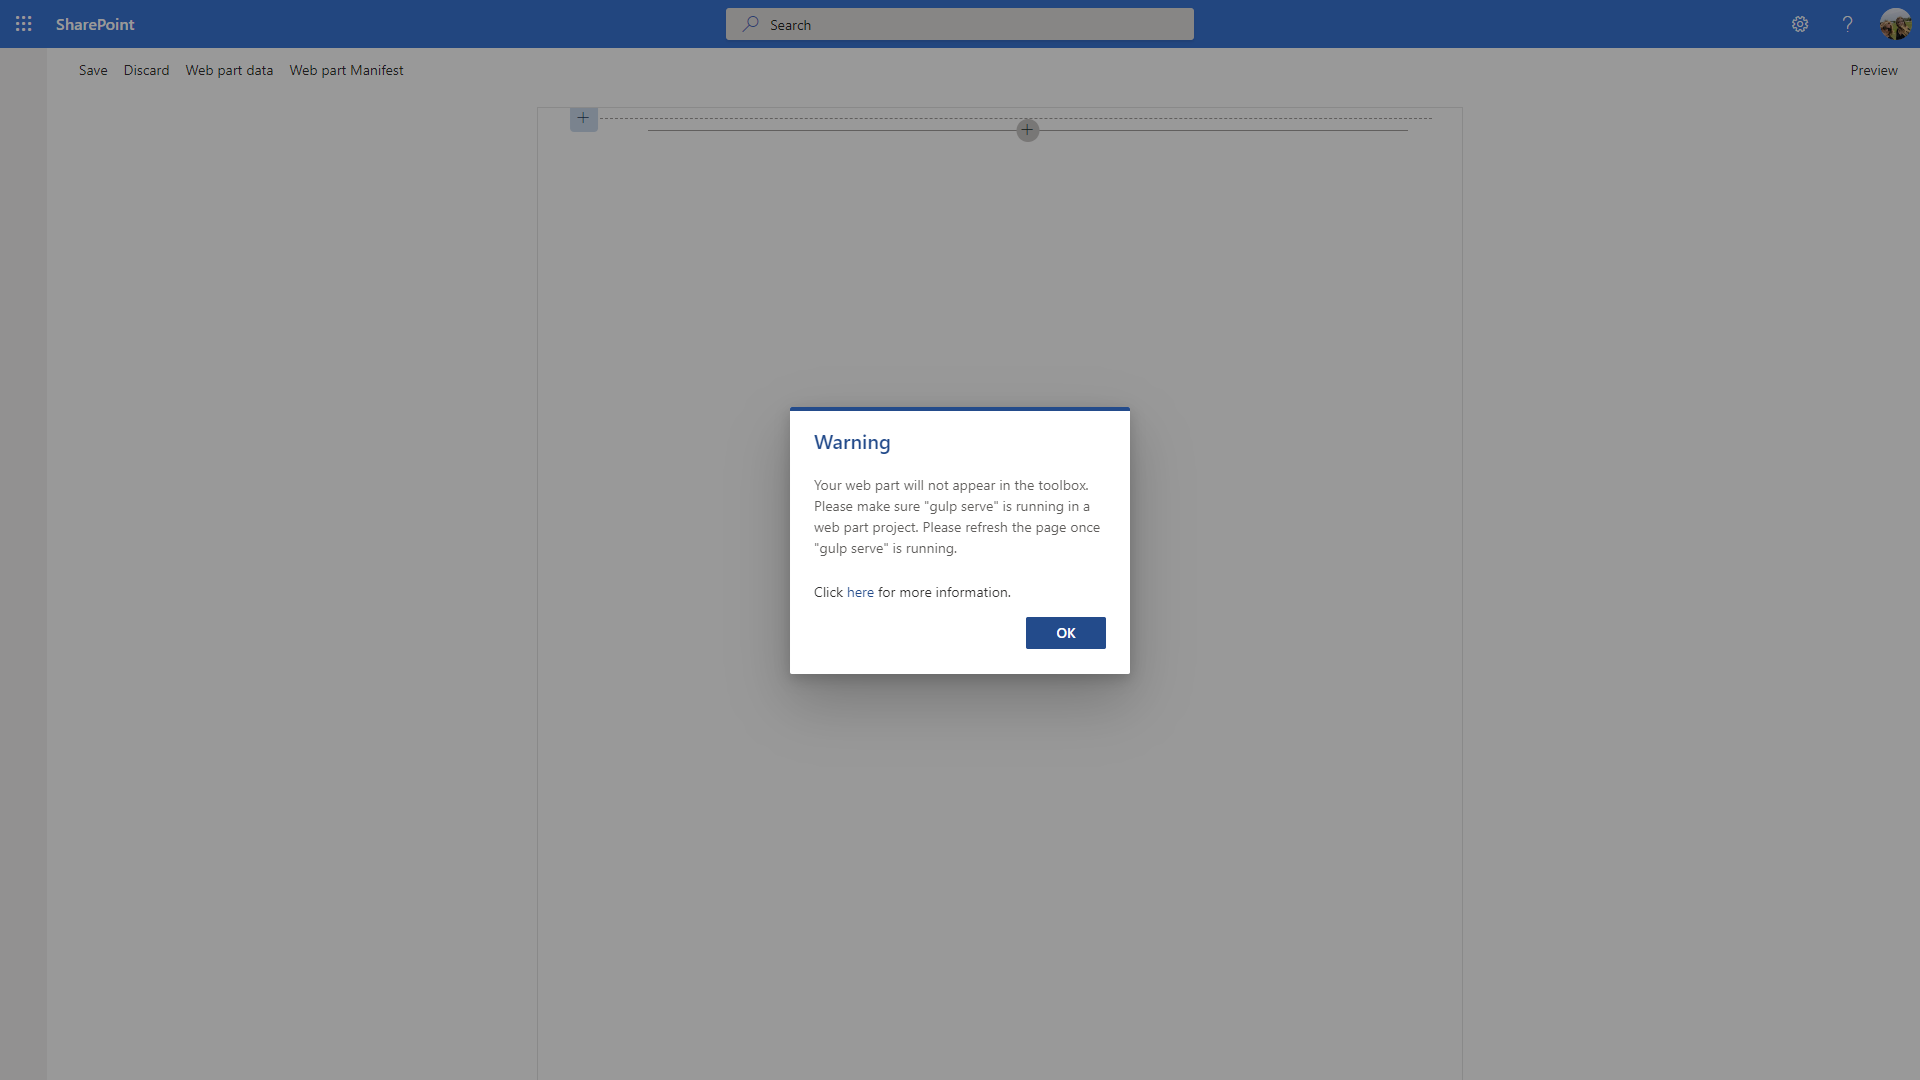 SharePoint
Search
Save Discard Web part data Web part Manifest
Preview
Warning
Your web part will not appear in the toolbox.
Please make sure "gulp serve" is running in a
web part project. Please refresh the page once
"gulp serve" is running.
Click here for more information.
OK